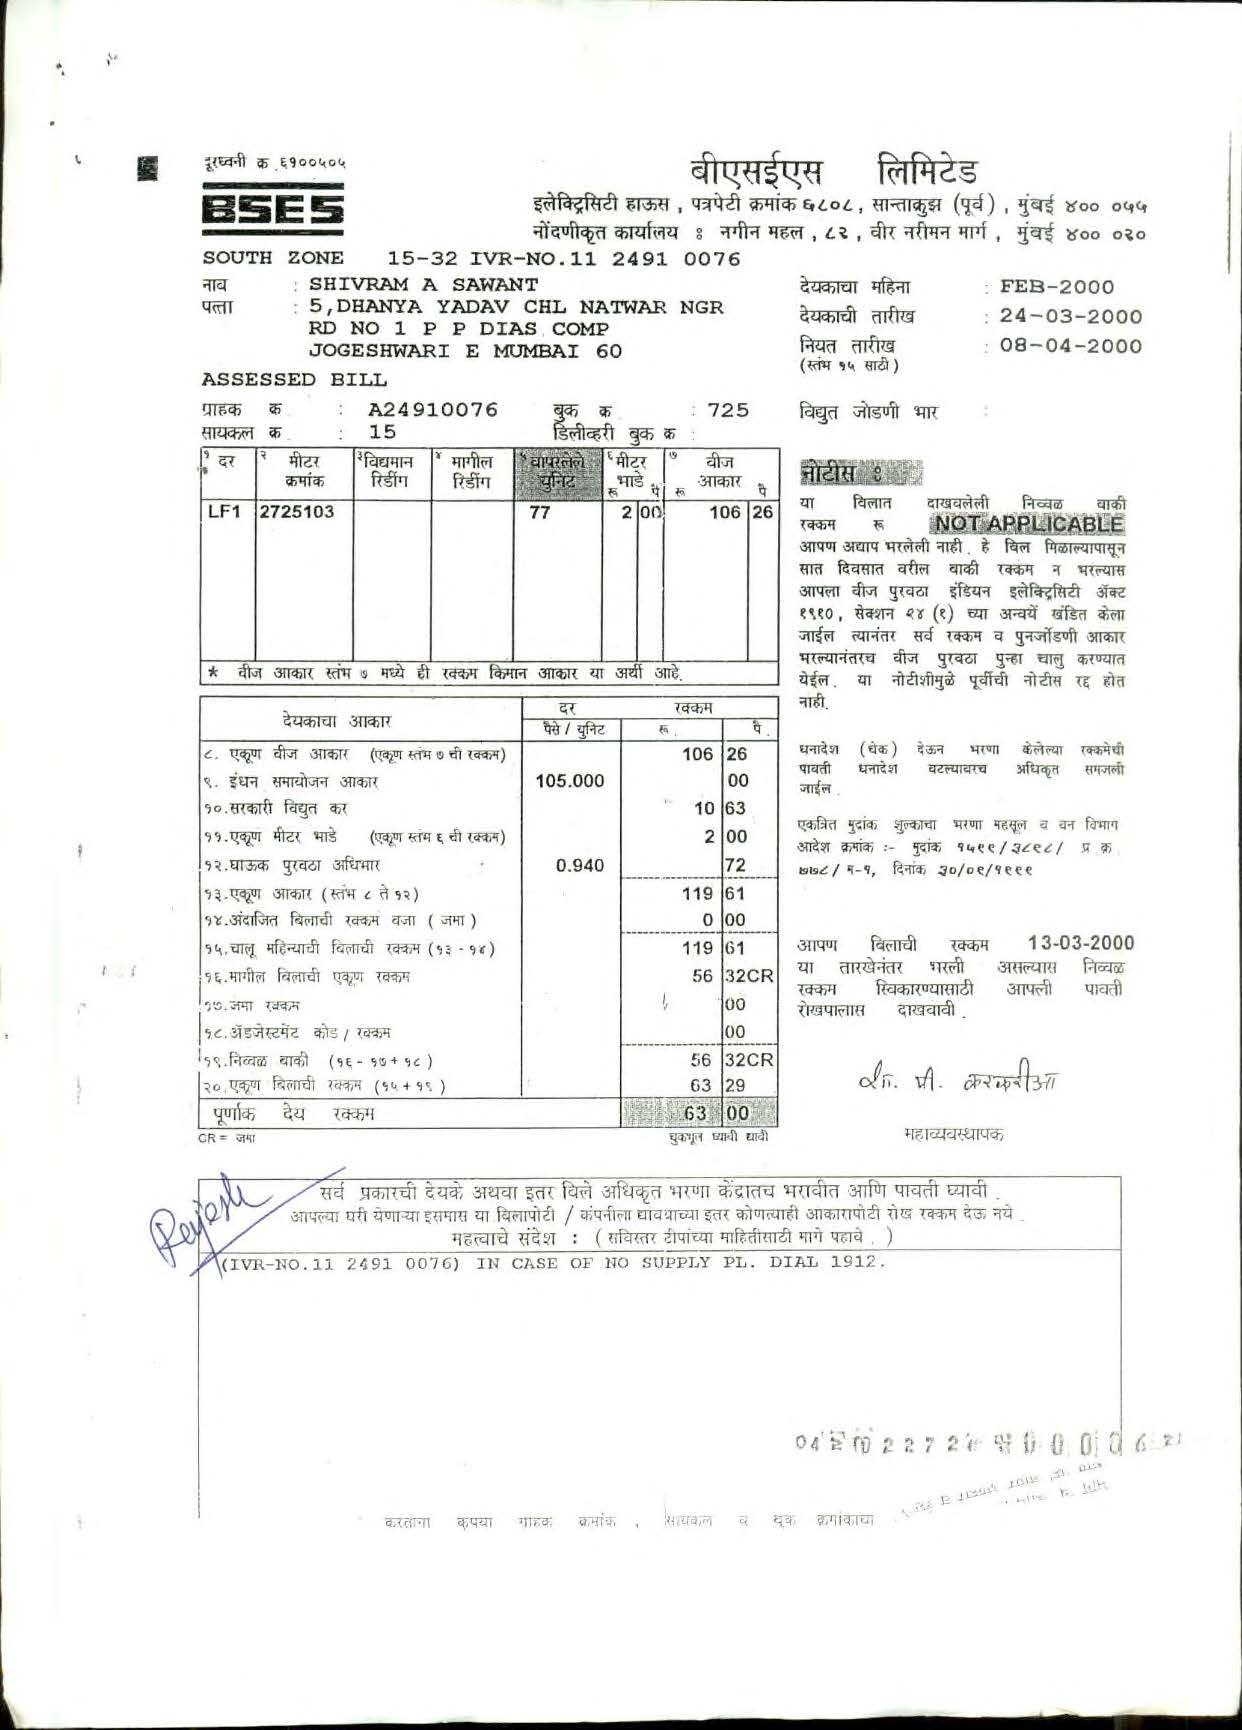 दूरध्वनी क्र.६१००५०५
BSES
बीएसईएस लिमिटेड
इलेक्ट्रिसिटी हाऊस, पत्रपेटी क्रमांक ६८०८, सान्ताक्रुझ (पूर्व), मुंबई ४०० ०५५
नोंदणीकृत कार्यालय : नगीन महल, ८२, वीर नरीमन मार्ग, मुंबई ४०० ०२०
SOUTH ZONE 15-32 IVR-NO.11 2491 0076
नाव : SHIVRAM A SAWANT
पत्ता : 5,DHANYA YADAV CHL NATWAR NGR
RD NO 1 P P DIAS COMP
JOGESHWARI E MUMBAI 60
देयकाचा महिना : FEB-2000
देयकाची तारीख : 24-03-2000
नियत तारीख : 08-04-2000
(स्तंभ १५ साठी)
ASSESSED BILL
ग्राहक क्र : A24910076 बुक क्र : 725
सायकल क्र : 15 डिलीव्हरी बुक क्र :
विद्युत जोडणी भार :
१ दर २ मीटर क्रमांक ३ विद्यमान रिडींग ४ मागील रिडींग ५ वापरलेले युनिट ६ मीटर भाडे रू पै ७ वीज आकार रू पै
LF1 2725103 77 2 00 106 26
* वीज आकार स्तंभ ७ मध्ये ही रक्कम किमान आकार या अर्थी आहे.
देयकाचा आकार दर पैसे / युनिट रक्कम रू. पै.
८. एकूण वीज आकार (एकूण स्तंभ ७ ची रक्कम) 106 26
९. इंधन समायोजन आकार 105.000 00
१०.सरकारी विद्युत कर 10 63
११.एकूण मीटर भाडे (एकूण स्तंभ ६ ची रक्कम) 2 00
१२.घाऊक पुरवठा अधिभार 0.940 72
१३.एकूण आकार (स्तंभ ८ ते १२) 119 61
१४.अंदाजित बिलाची रक्कम वजा (जमा) 0 00
१५.चालू महिन्याची बिलाची रक्कम (१३ - १४) 119 61
१६.मागील बिलाची एकूण रक्कम 56 32CR
१७.जमा रक्कम 00
१८.ॲडजेस्टमेंट कोड / रक्कम 00
१९.निव्वळ बाकी (१६ - १७ + १८) 56 32CR
२०.एकूण बिलाची रक्कम (१५ + १९) 63 29
पूर्णांक देय रक्कम 63 00
CR = जमा चुकभूल घ्यावी द्यावी
नोटीस :
या बिलात दाखवलेली निव्वळ बाकी
रक्कम रू NOT APPLICABLE
आपण अद्याप भरलेली नाही. हे बिल मिळाल्यापासून
सात दिवसात वरील बाकी रक्कम न भरल्यास
आपला वीज पुरवठा इंडियन इलेक्ट्रिसिटी ॲक्ट
१९१०, सेक्शन २४ (१) च्या अन्वयें खंडित केला
जाईल त्यानंतर सर्व रक्कम व पुनर्जोडणी आकार
भरल्यानंतरच वीज पुरवठा पुन्हा चालु करण्यात
येईल. या नोटीशीमुळे पूर्वीची नोटीस रद्द होत
नाही.
धनादेश (चेक) देऊन भरणा केलेल्या रक्कमेची
पावती धनादेश वटल्यावरच अधिकृत समजली
जाईल.
एकत्रित मुद्रांक शुल्काचा भरणा महसूल व वन विभाग
आदेश क्रमांक :- मुद्रांक १५९९/३८९८/ प्र क्र.
७७८/ म-१, दिनांक ३०/०९/१९९९
आपण बिलाची रक्कम 13-03-2000
या तारखेनंतर भरली असल्यास निव्वळ
रक्कम स्विकारण्यासाठी आपली पावती
रोखपालास दाखवावी.
महाव्यवस्थापक
Rajesh
सर्व प्रकारची देयके अथवा इतर बिले अधिकृत भरणा केंद्रातच भरावीत आणि पावती घ्यावी.
आपल्या घरी येणाऱ्या इसमास या बिलापोटी / कंपनीला द्यावयाच्या इतर कोणत्याही आकारापोटी रोख रक्कम देऊ नये.
महत्वाचे संदेश : (सविस्तर टीपांच्या माहितीसाठी मागे पहावे.)
(IVR-NO.11 2491 0076) IN CASE OF NO SUPPLY PL. DIAL 1912.
करताना कृपया ग्राहक क्रमांक, सायकल व बूक क्रमांकाचा